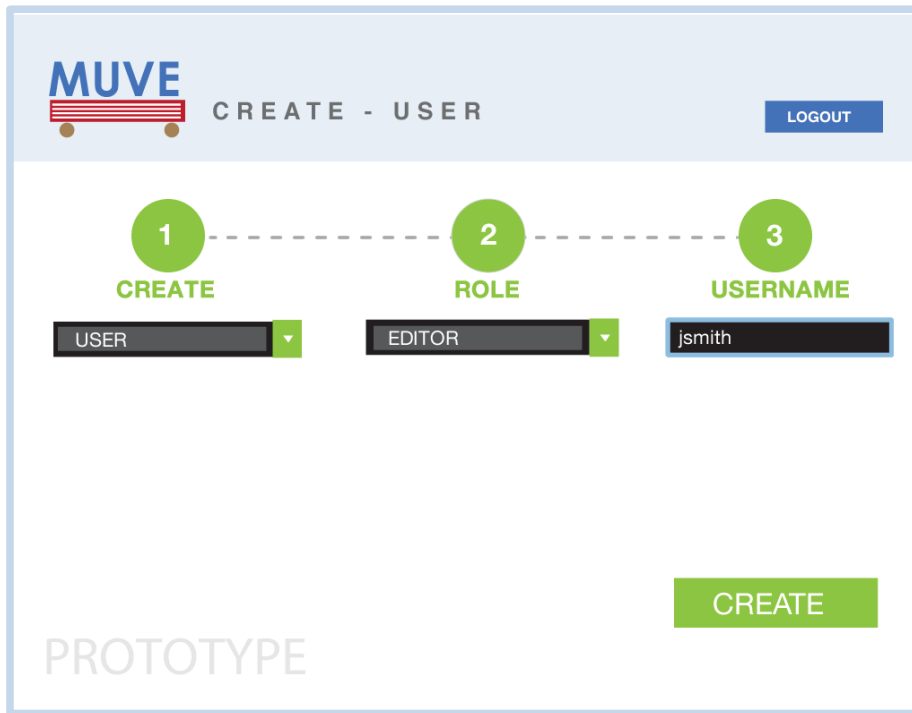 MUVE
CREATE - USER
LOGOUT
1
2
3
CREATE
ROLE
USERNAME
USER
EDITOR
jsmith
CREATE
PROTOTYPE